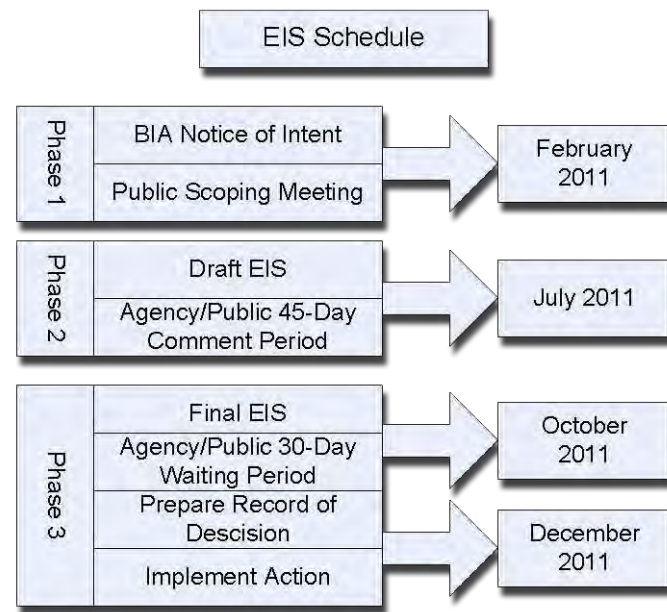 EIS Schedule
Phase 1
BIA Notice of Intent
Public Scoping Meeting
February
2011
Phase 2
Draft EIS
Agency/Public 45-Day
Comment Period
July 2011
Phase 3
Final EIS
Agency/Public 30-Day
Waiting Period
Prepare Record of
Descision
Implement Action
October
2011
December
2011